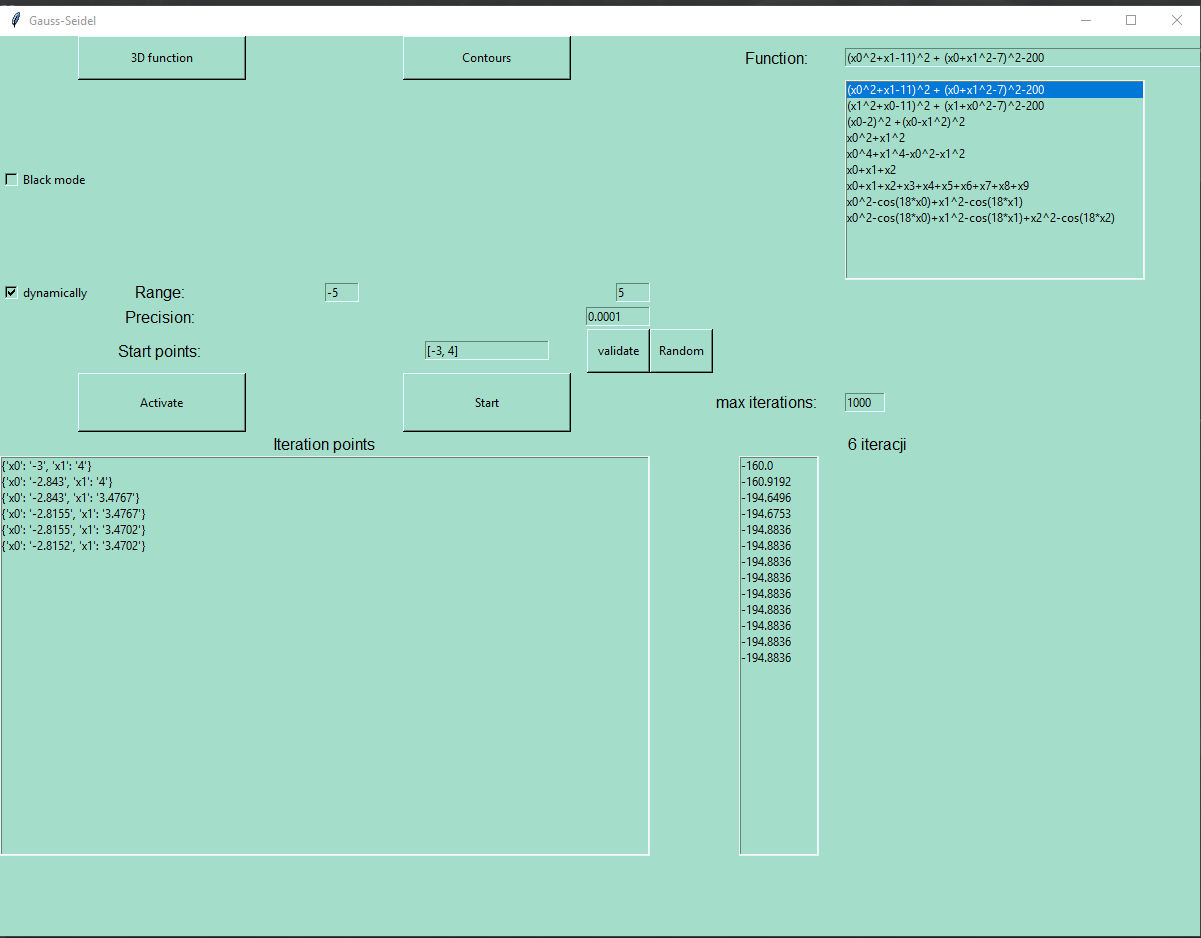 Gauss-Seidel
3D function
Contours
Function:
(x0^2+x1-11)^2 + (x0+x1^2-7)^2-200
(x0^2+x1-11)^2 + (x0+x1^2-7)^2-200
(x1^2+x0-11)^2 + (x1+x0^2-7)^2-200
(x0-2)^2 +(x0-x1^2)^2
x0^2+x1^2
x0^4+x1^4-x0^2-x1^2
x0+x1+x2
x0+x1+x2+x3+x4+x5+x6+x7+x8+x9
x0^2-cos(18*x0)+x1^2-cos(18*x1)
x0^2-cos(18*x0)+x1^2-cos(18*x1)+x2^2-cos(18*x2)
Black mode
dynamically
Range:
-5
5
Precision:
0.0001
Start points:
[-3, 4]
validate
Random
Activate
Start
max iterations:
1000
Iteration points
6 iteracji
{'x0': '-3', 'x1': '4'}
{'x0': '-2.843', 'x1': '4'}
{'x0': '-2.843', 'x1': '3.4767'}
{'x0': '-2.8155', 'x1': '3.4767'}
{'x0': '-2.8155', 'x1': '3.4702'}
{'x0': '-2.8152', 'x1': '3.4702'}
-160.0
-160.9192
-194.6496
-194.6753
-194.8836
-194.8836
-194.8836
-194.8836
-194.8836
-194.8836
-194.8836
-194.8836
-194.8836